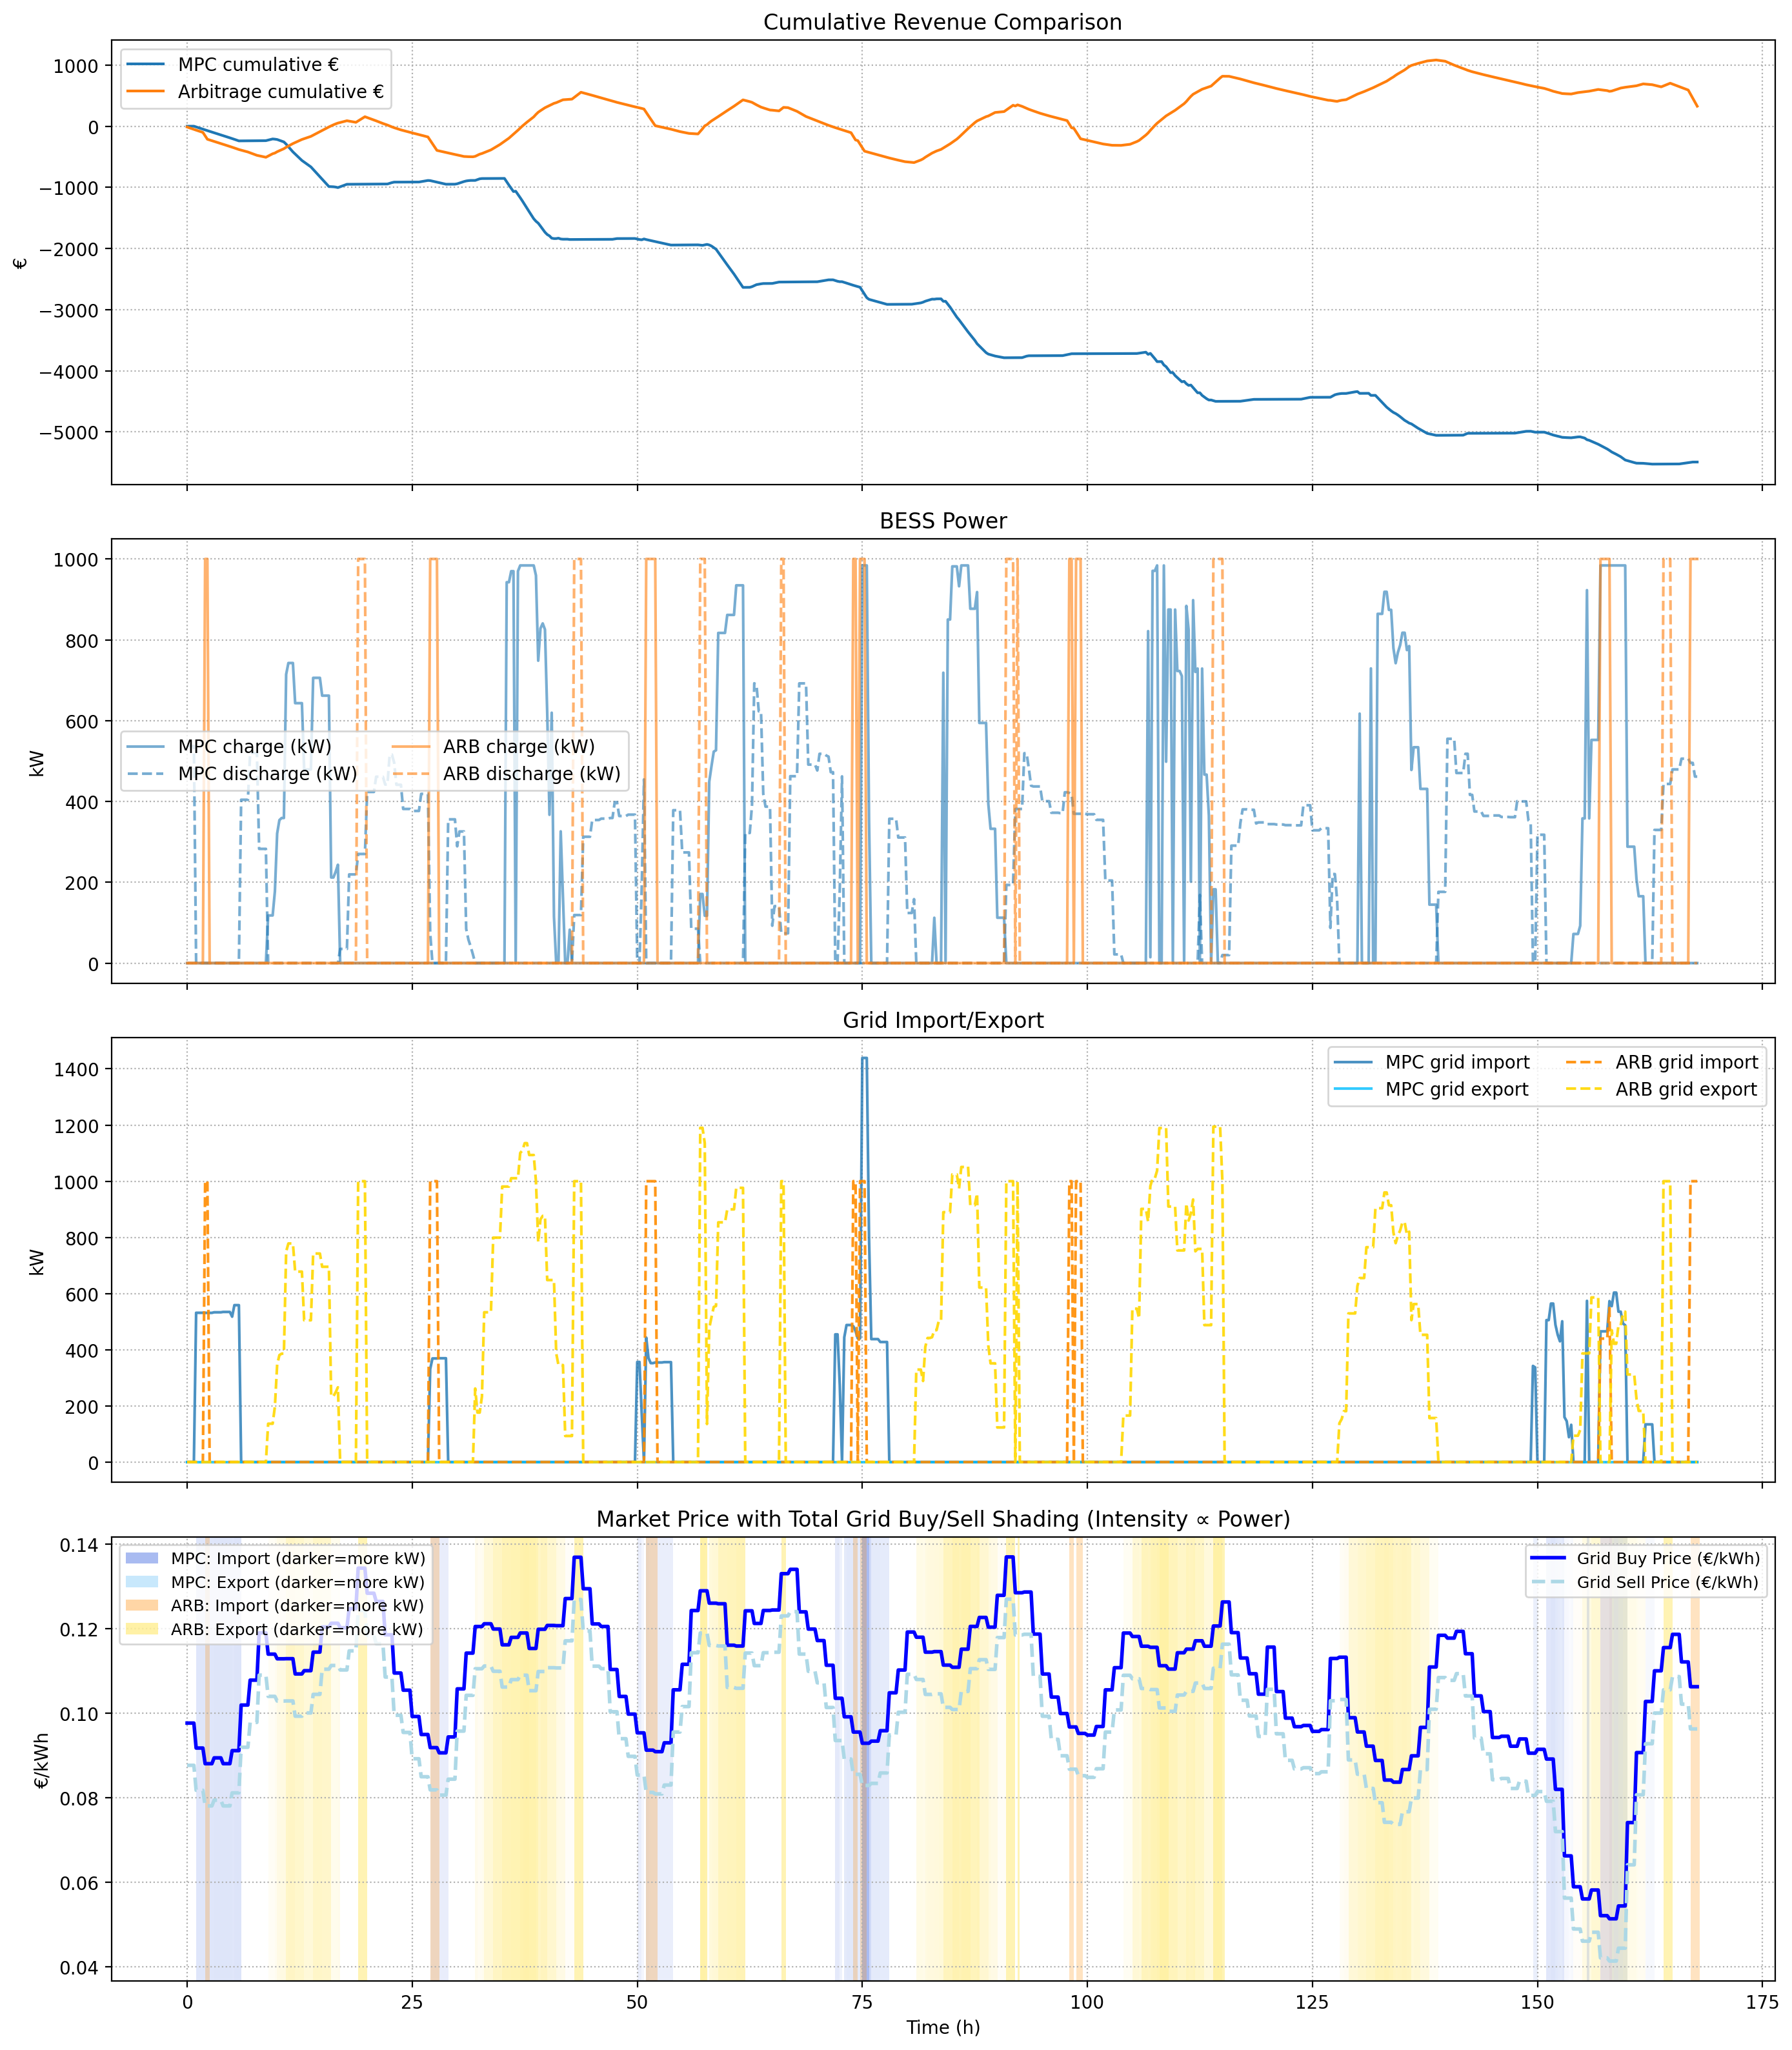 Cumulative Revenue Comparison
MPC cumulative €
Arbitrage cumulative €
1000
0
−1000
−2000
−3000
−4000
−5000
€
BESS Power
1000
800
600
400
200
0
kW
MPC charge (kW)
MPC discharge (kW)
ARB charge (kW)
ARB discharge (kW)
Grid Import/Export
1400
1200
1000
800
600
400
200
0
kW
MPC grid import
MPC grid export
ARB grid import
ARB grid export
Market Price with Total Grid Buy/Sell Shading (Intensity ∝ Power)
0.14
0.12
0.10
0.08
0.06
0.04
€/kWh
MPC: Import (darker=more kW)
MPC: Export (darker=more kW)
ARB: Import (darker=more kW)
ARB: Export (darker=more kW)
Grid Buy Price (€/kWh)
Grid Sell Price (€/kWh)
0 25 50 75 100 125 150 175
Time (h)